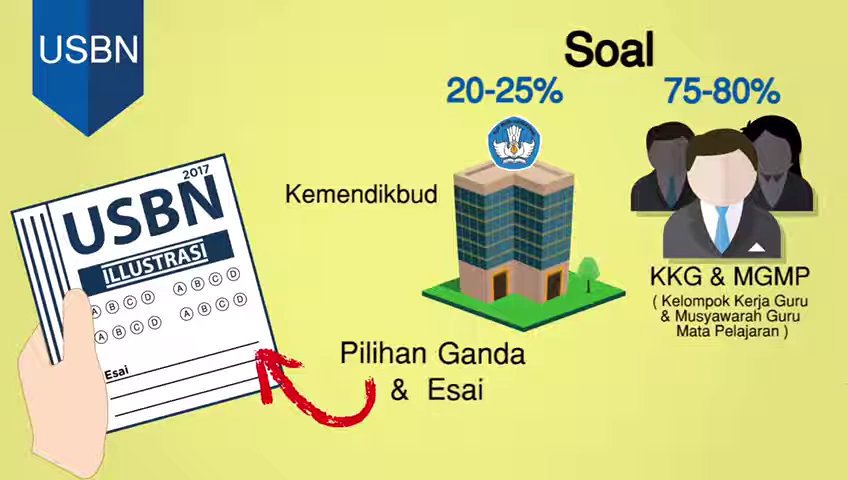 USBN
Soal
20-25%
75-80%
Kemendikbud
KKG & MGMP
( Kelompok Kerja Guru
& Musyawarah Guru
Mata Pelajaran )
2017
USBN
ILLUSTRASI
A B C D A B C D
A B C D A B C D
Esai
Pilihan Ganda
& Esai